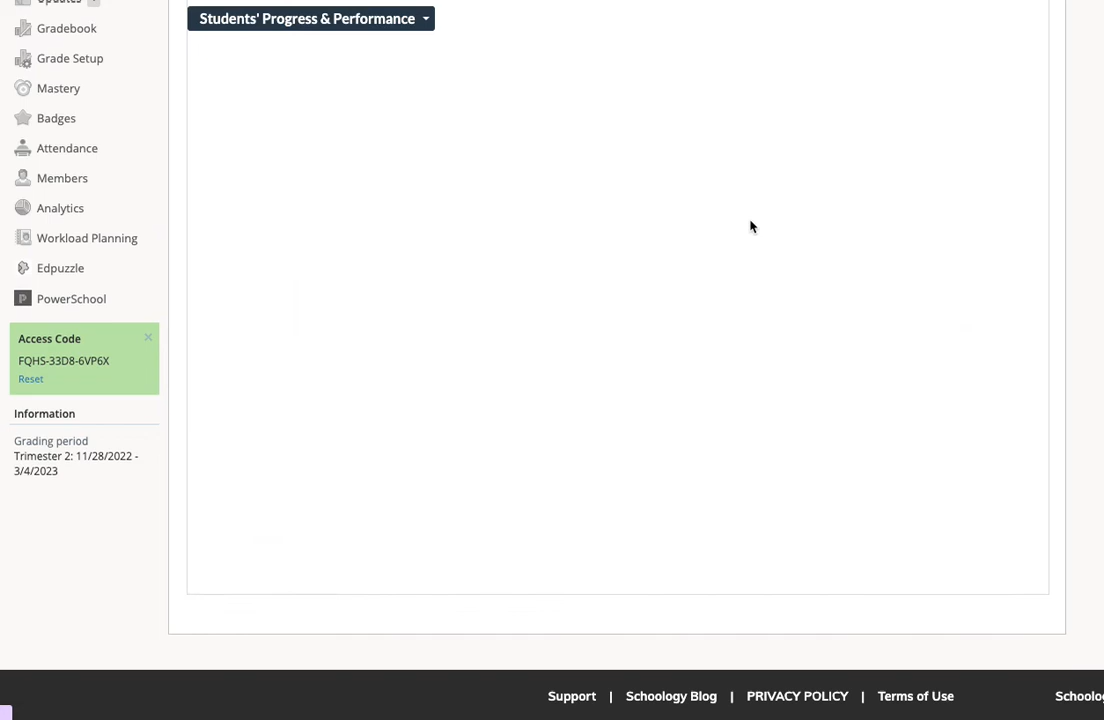 Updates
Students' Progress & Performance
Gradebook
Grade Setup
Mastery
Badges
Attendance
Members
Analytics
Workload Planning
Edpuzzle
PowerSchool
Access Code
FQHS-33D8-6VP6X
Reset
Information
Grading period
Trimester 2: 11/28/2022 -
3/4/2023
Support | Schoology Blog | PRIVACY POLICY | Terms of Use